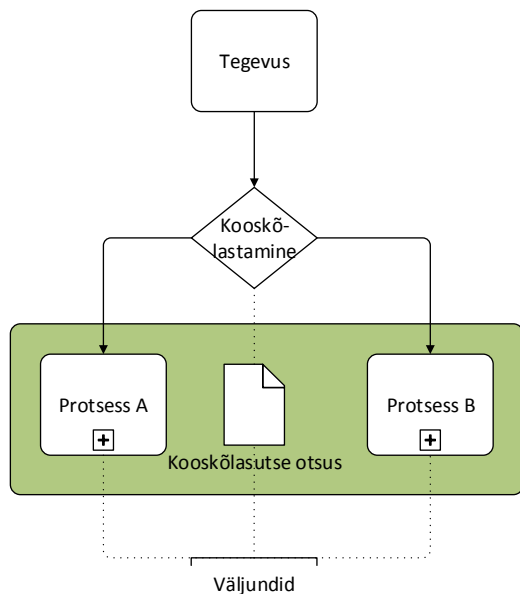 Tegevus
Kooskõ-
lastamine
Protsess A
Protsess B
Kooskõlasutse otsus
Väljundid